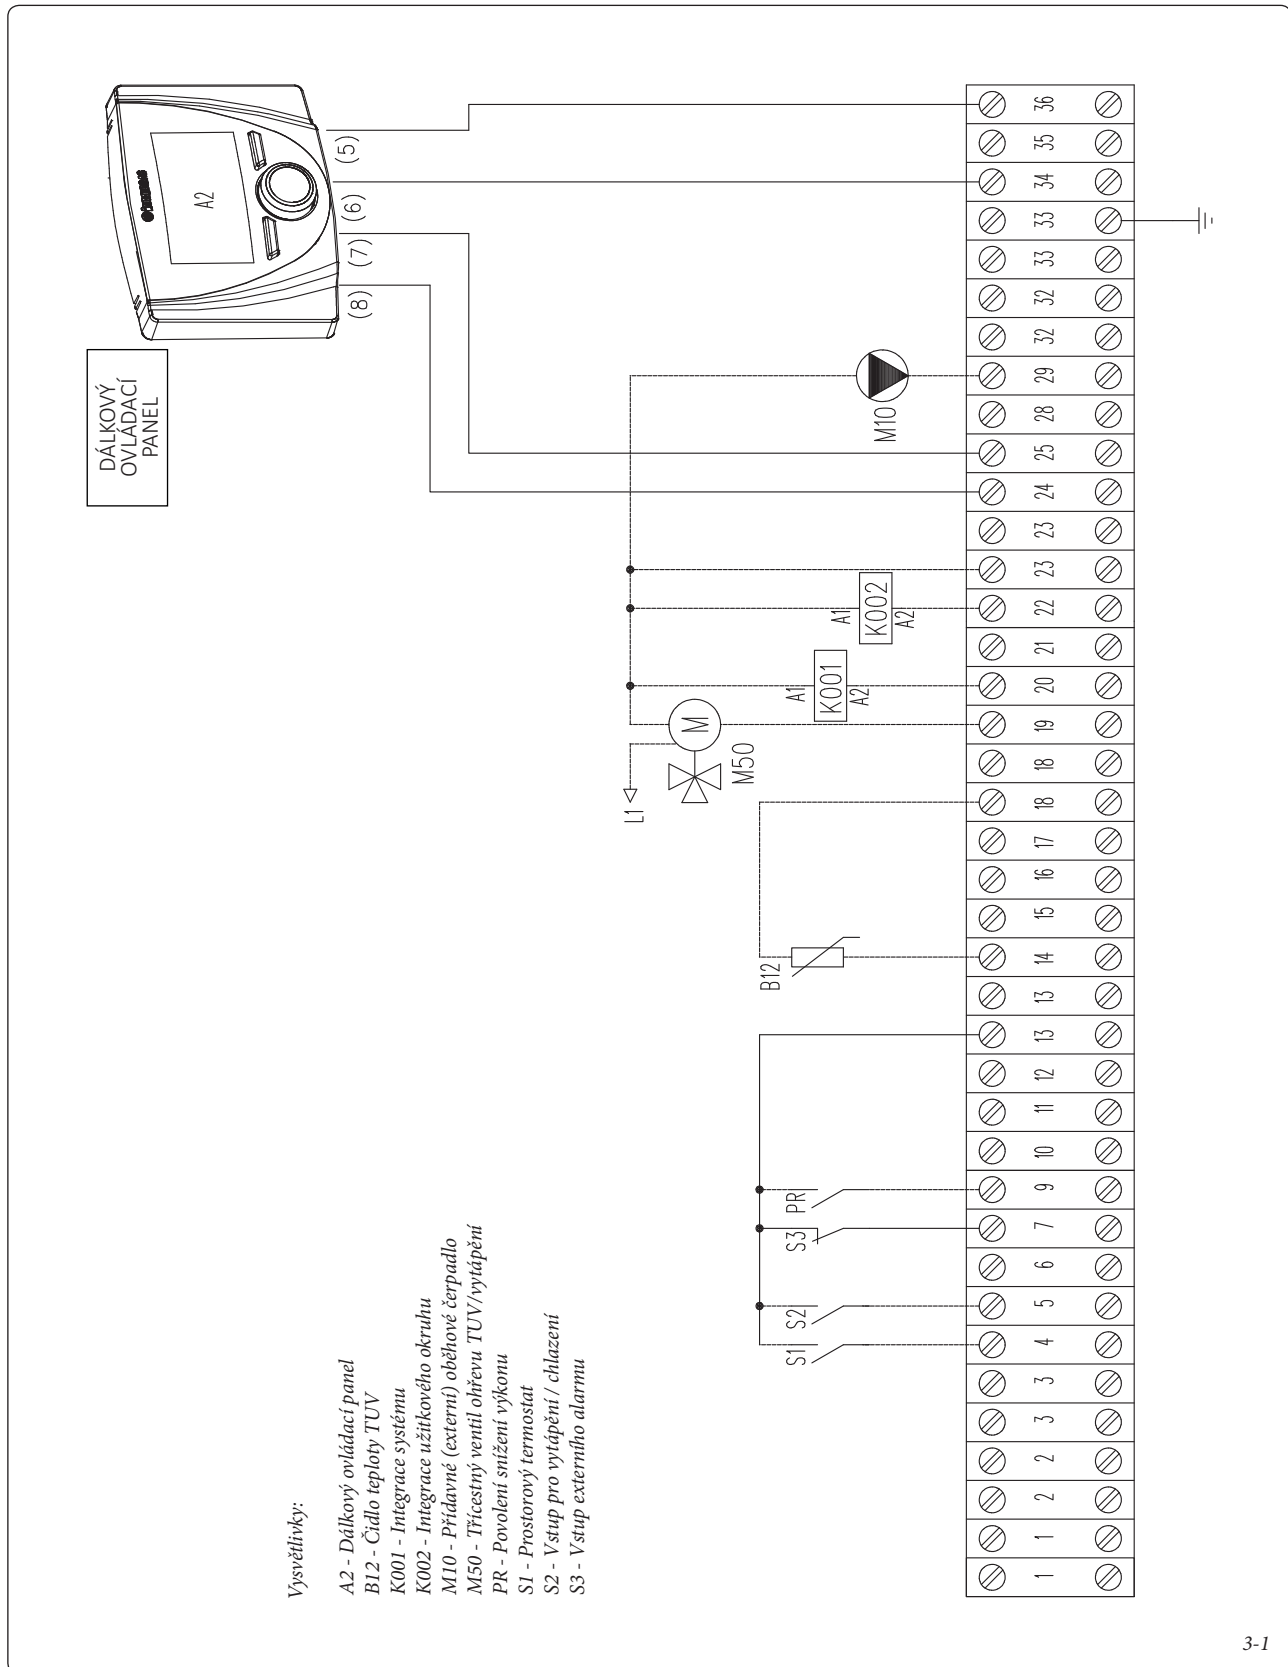 DÁLKOVÝ
OVLÁDACÍ
PANEL
A2
(8) (7) (6) (5)
Vysvětlivky:
A2 - Dálkový ovládací panel
B12 - Čidlo teploty TUV
K001 - Integrace systému
K002 - Integrace užitkového okruhu
M10 - Přídavné (externí) oběhové čerpadlo
M50 - Třícestný ventil ohřevu TUV/vytápění
PR - Povolení snížení výkonu
S1 - Prostorový termostat
S2 - Vstup pro vytápění / chlazení
S3 - Vstup externího alarmu
L1
M
M50
S1 S2 S3 PR
B12
A1
K001
A2
A1
K002
A2
M10
1 1 2 2 3 3 4 5 6 7 9 10 11 12 13 13 14 15 16 17 18 18 19 20 21 22 23 23 24 25 28 29 32 32 33 33 34 35 36
3-1